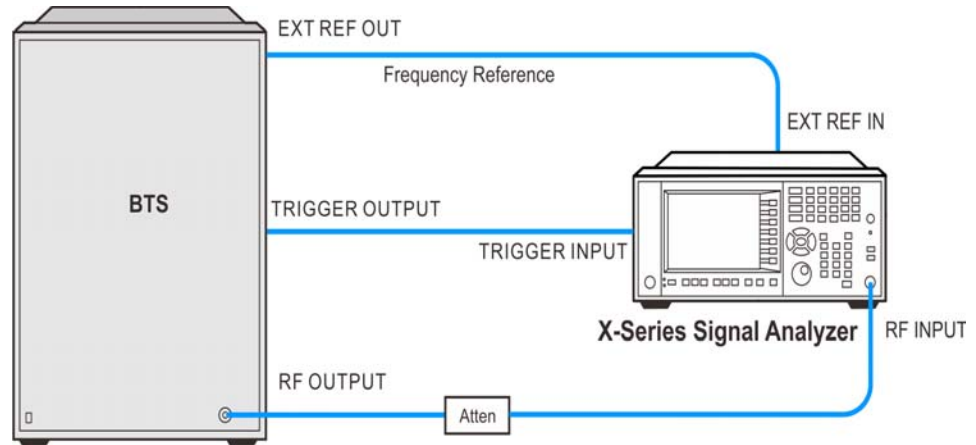 EXT REF OUT
Frequency Reference
EXT REF IN
BTS
TRIGGER OUTPUT
TRIGGER INPUT
X-Series Signal Analyzer
RF INPUT
RF OUTPUT
Atten